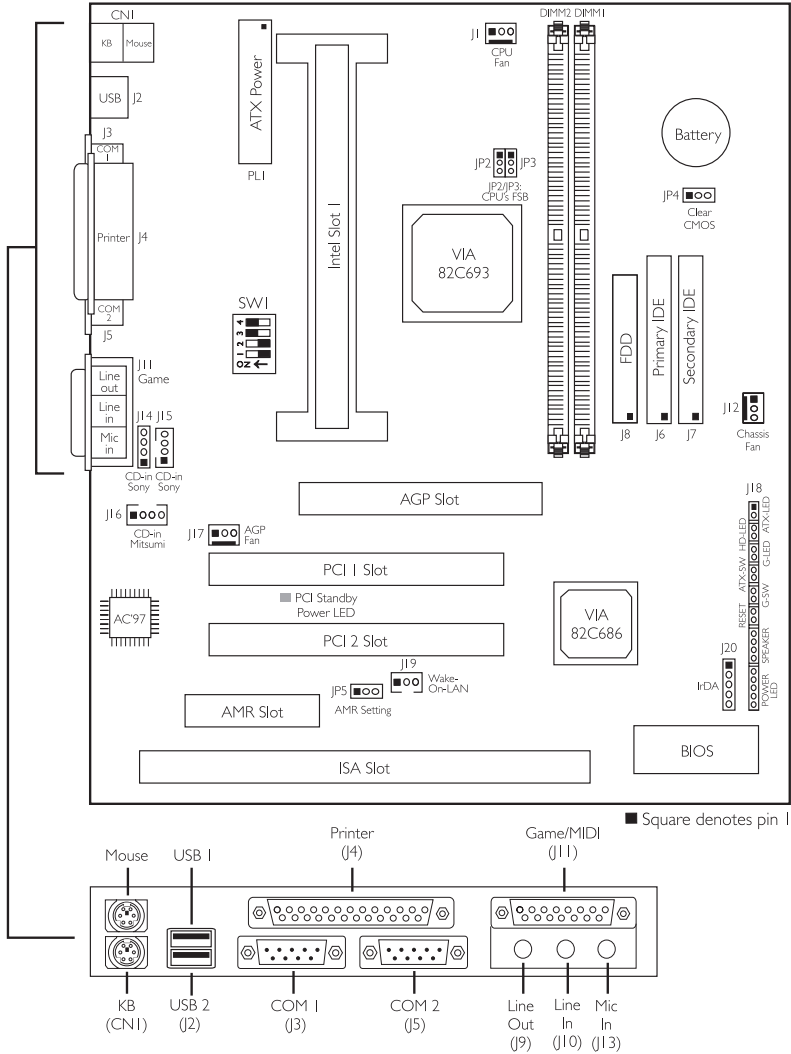 CN1
KB
Mouse
USB
J2
J3
COM
1
Printer
J4
COM
2
J5
J11
Game
Line
out
Line
in
Mic
in
J14
J15
CD-in
Sony
CD-in
Sony
J16
CD-in
Mitsumi
AC'97
ATX Power
PL1
Intel Slot 1
SW1
4
3
2
1
ON
J1
CPU
Fan
DIMM2
DIMM1
Battery
JP2
JP3
JP2/JP3:
CPU's FSB
JP4
Clear
CMOS
VIA
82C693
FDD
J8
Primary IDE
J6
Secondary IDE
J7
J12
Chassis
Fan
AGP Slot
J17
AGP
Fan
PCI 1 Slot
PCI Standby
Power LED
PCI 2 Slot
J19
Wake-
On-LAN
JP5
AMR Setting
AMR Slot
ISA Slot
VIA
82C686
J18
ATX-LED
HD-LED
G-LED
ATX-SW
G-SW
RESET
SPEAKER
POWER
LED
J20
IrDA
BIOS
Square denotes pin 1
Mouse
USB 1
Printer
(J4)
Game/MIDI
(J11)
KB
(CN1)
USB 2
(J2)
COM 1
(J3)
COM 2
(J5)
Line
Out
(J9)
Line
In
(J10)
Mic
In
(J13)